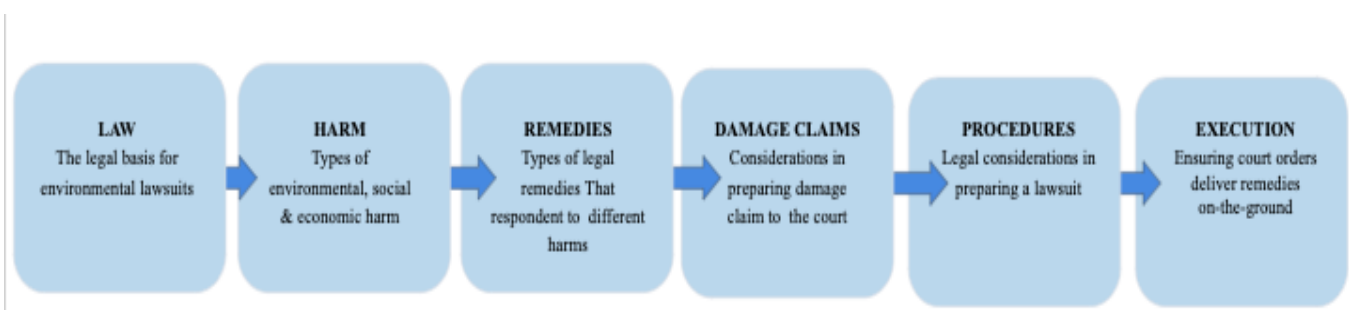 LAW
The legal basis for
environmental lawsuits
HARM
Types of
environmental, social
& economic harm
REMEDIES
Types of legal
remedies That
respondent to different
harms
DAMAGE CLAIMS
Considerations in
preparing damage
claim to the court
PROCEDURES
Legal considerations in
preparing a lawsuit
EXECUTION
Ensuring court orders
deliver remedies
on-the-ground